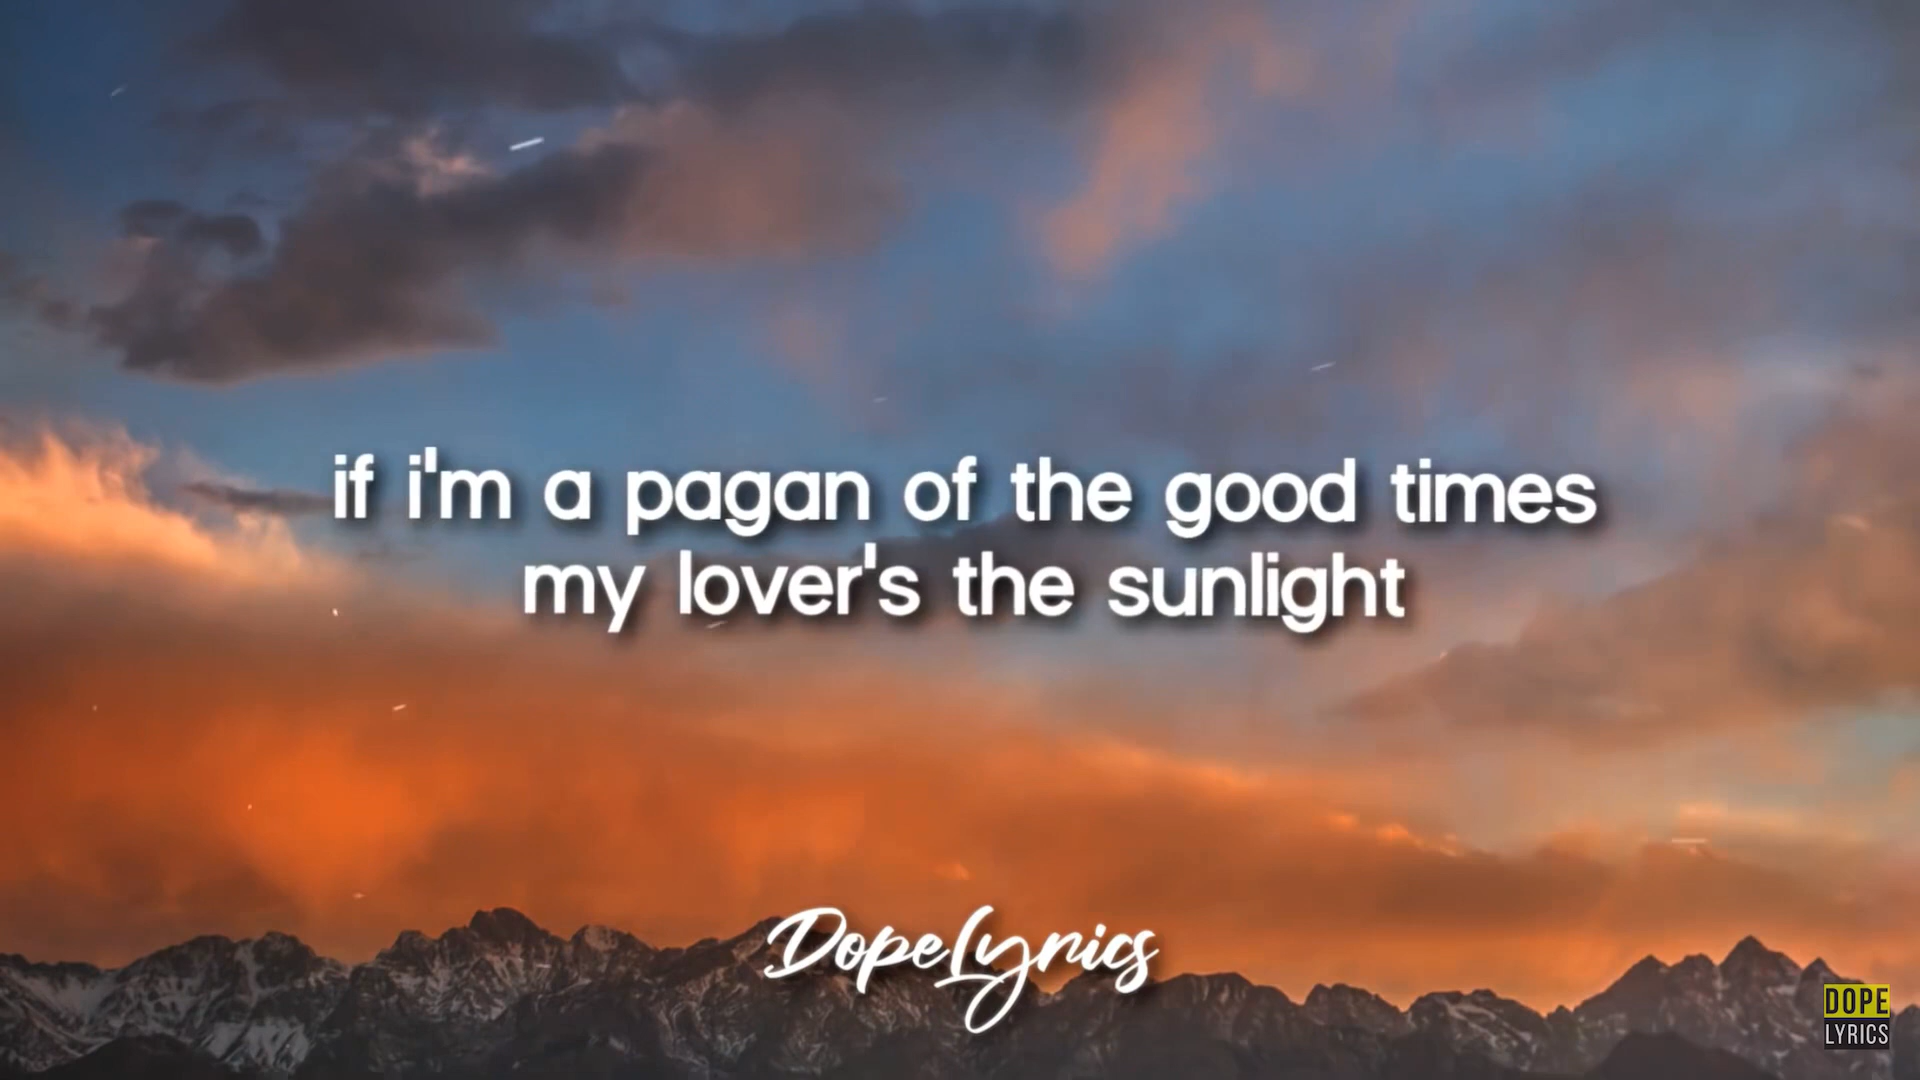 if i'm a pagan of the good times
my lover's the sunlight
DopeLyrics
DOPE
LYRICS